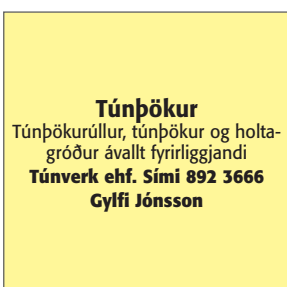 Túnþökur
Túnþökurúllur, túnþökur og holta-
gróður ávallt fyrirliggjandi
Túnverk ehf. Sími 892 3666
Gylfi Jónsson